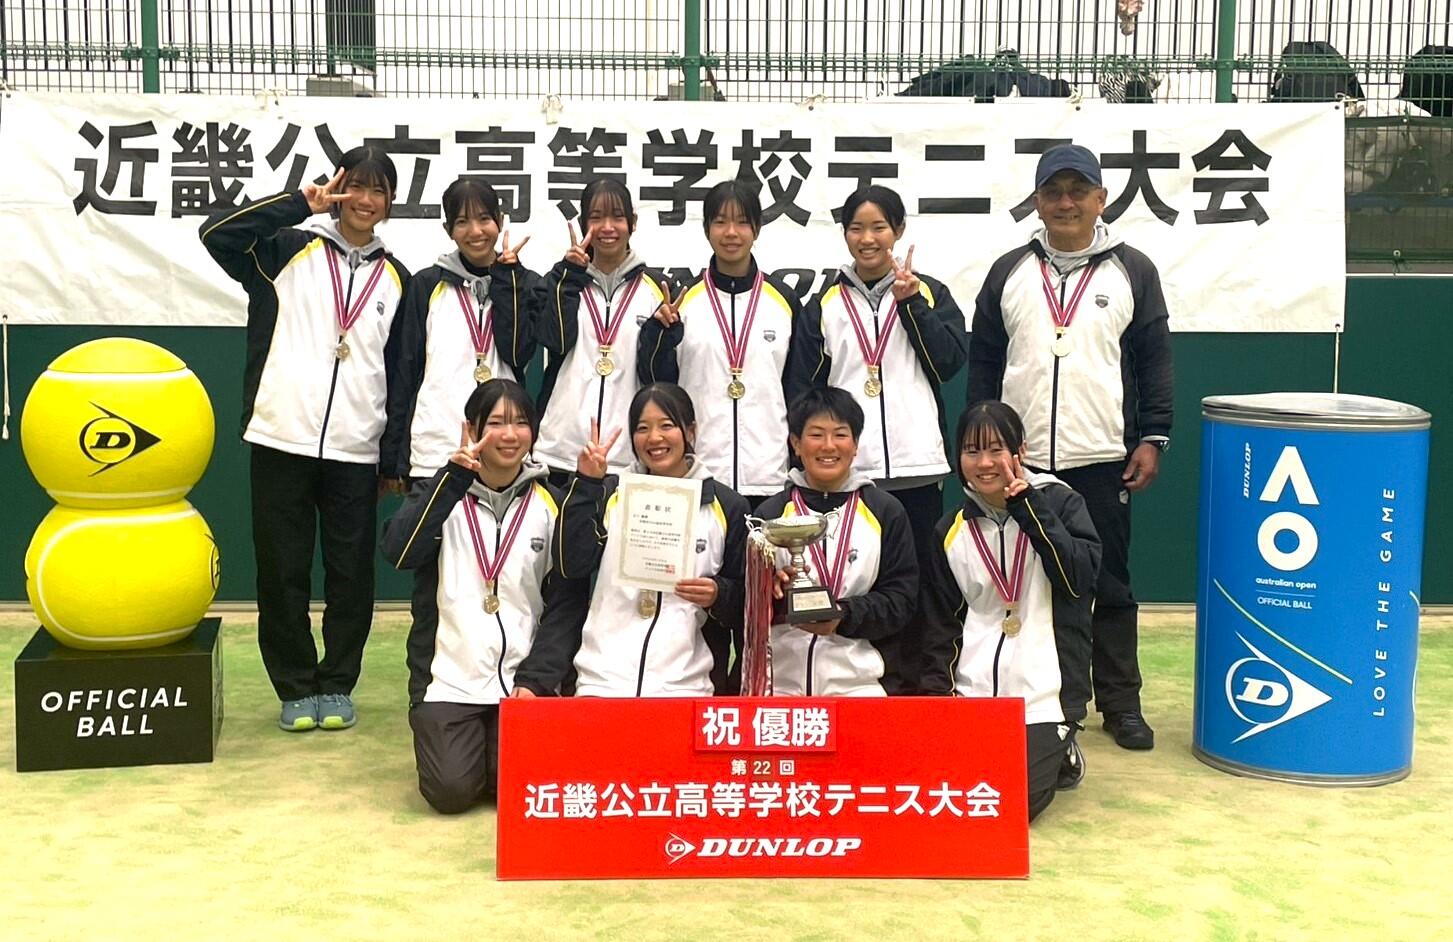 近畿公立高等学校テニス大会
DUNLOP
D
OFFICIAL
BALL
表彰状
DUNLOP
AO
australian open
OFFICIAL BALL
LOVE THE GAME
D
祝 優勝
第22回
近畿公立高等学校テニス大会
D DUNLOP